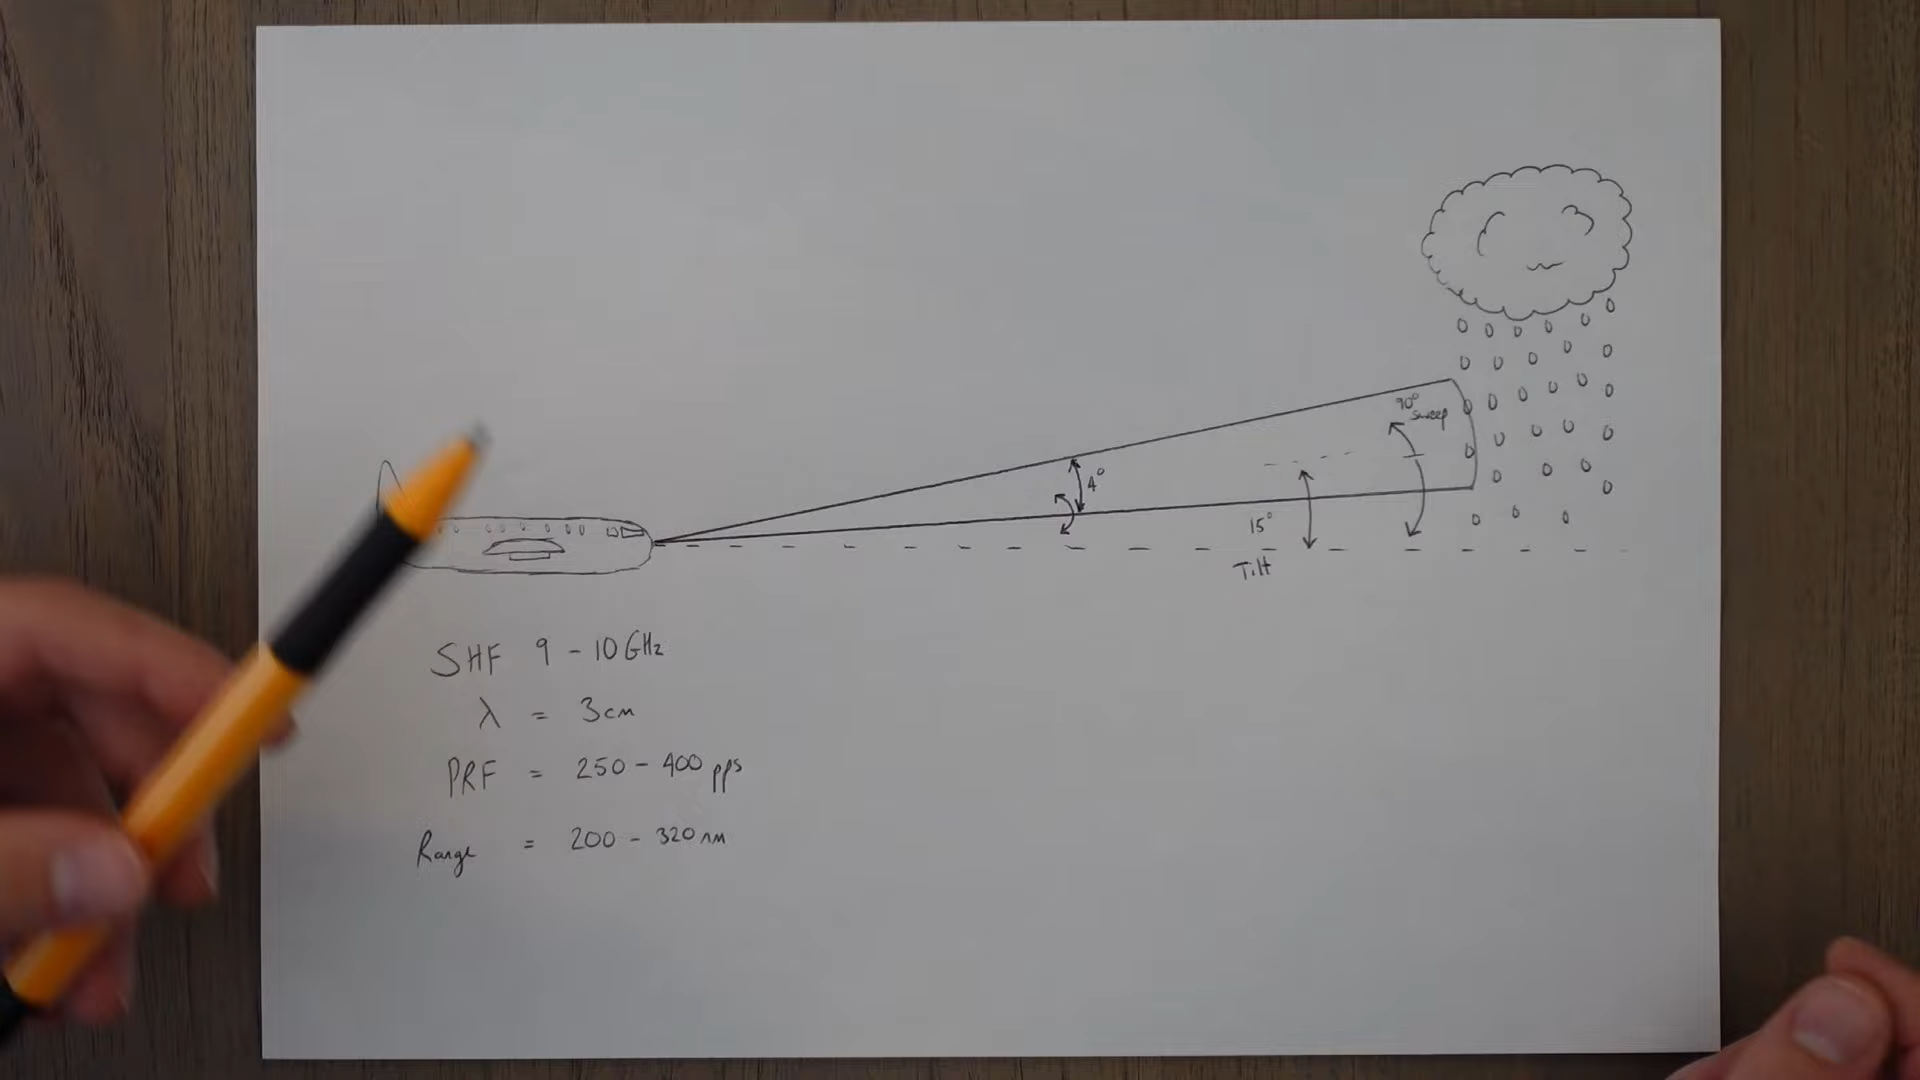 90°
sweep
4°
15°
Tilt
SHF 9 - 10 GHz
λ = 3cm
PRF = 250 - 400 pps
Range = 200 - 320 nm